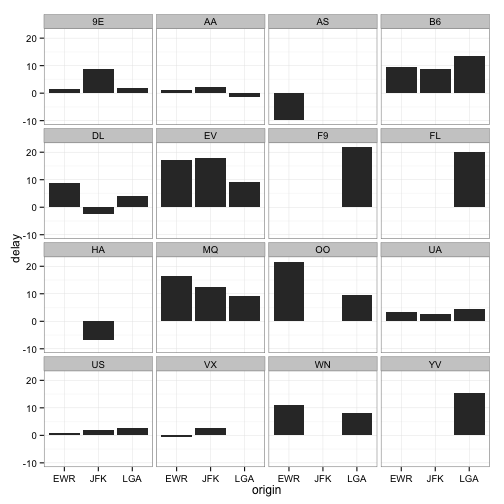 9E AA AS B6
20
10
0
-10
DL EV F9 FL
20
10
0
-10
delay
HA MQ OO UA
20
10
0
-10
US VX WN YV
20
10
0
-10
EWR JFK LGA EWR JFK LGA EWR JFK LGA EWR JFK LGA
origin